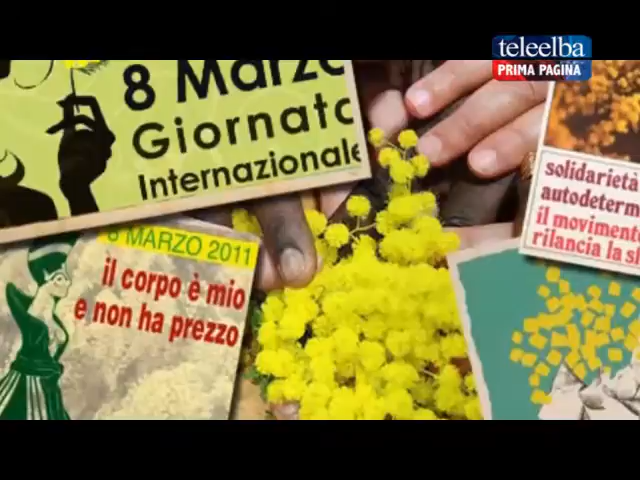 teleelba
PRIMA PAGINA
8 Marzo
Giornata
Internazionale
8 MARZO 2011
il corpo è mio
e non ha prezzo
solidarietà
autodeterm
il movimento
rilancia la